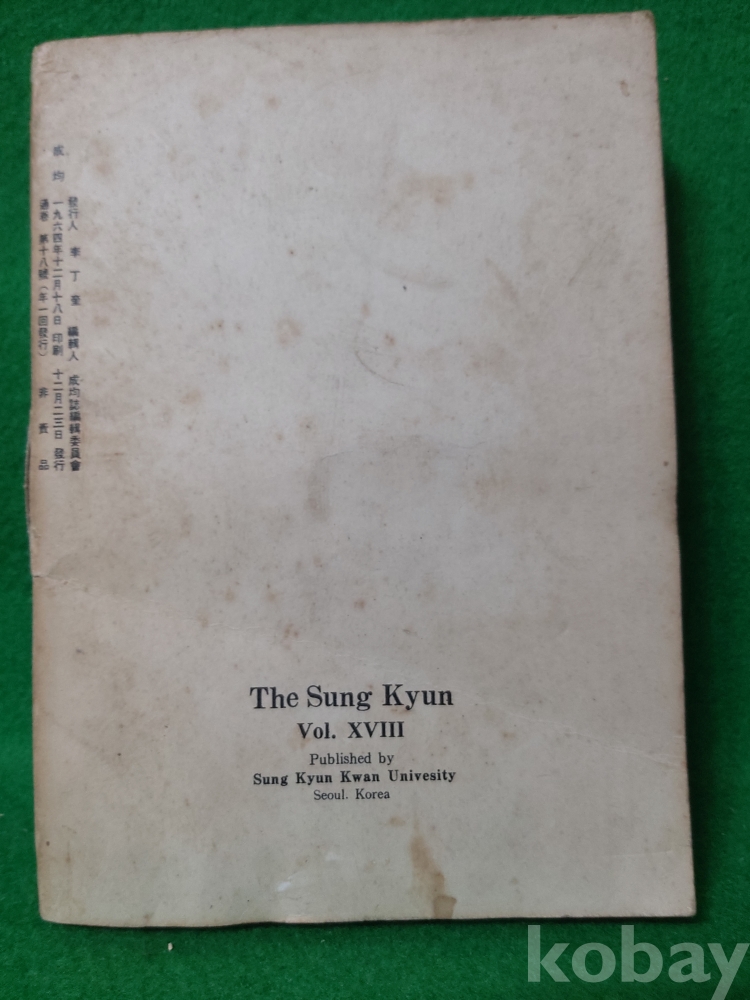 成均
發行人 李丁奎 編輯人 成均誌編輯委員會
一九六四年十二月十八日 印刷 十二月二三日 發行
通卷 第十八號(年一回發行) 非賣品
The Sung Kyun
Vol. XVIII
Published by
Sung Kyun Kwan Univesity
Seoul. Korea
kobay